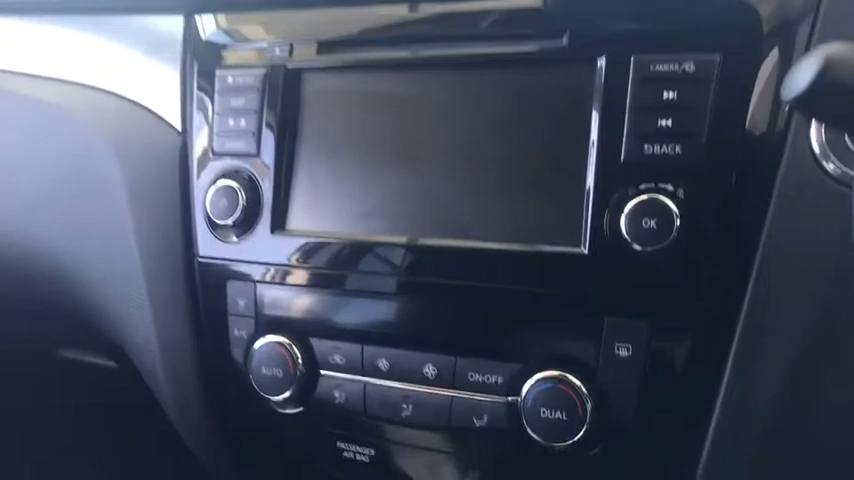 CAMERA
BACK
OK
A/C
AUTO
ON·OFF
DUAL
PASSENGER
AIR BAG